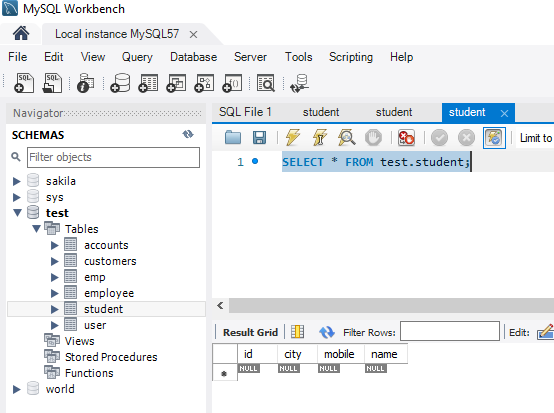 MySQL Workbench
Local instance MySQL57
File Edit View Query Database Server Tools Scripting Help
SQL SQL
Navigator
SCHEMAS
Filter objects
sakila
sys
test
Tables
accounts
customers
emp
employee
student
user
Views
Stored Procedures
Functions
world
SQL File 1 student student student
Limit to
1 SELECT * FROM test.student;
Result Grid Filter Rows: Edit:
id city mobile name
* NULL NULL NULL NULL